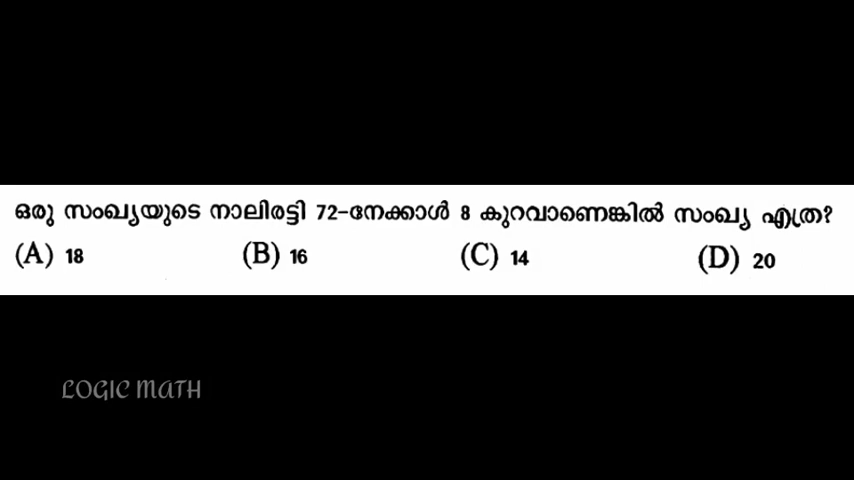 ഒരു സംഖ്യയുടെ നാലിരട്ടി 72-നേക്കാൾ 8 കുറവാണെങ്കിൽ സംഖ്യ എത്ര?
(A) 18 (B) 16 (C) 14 (D) 20
LOGIC MATH